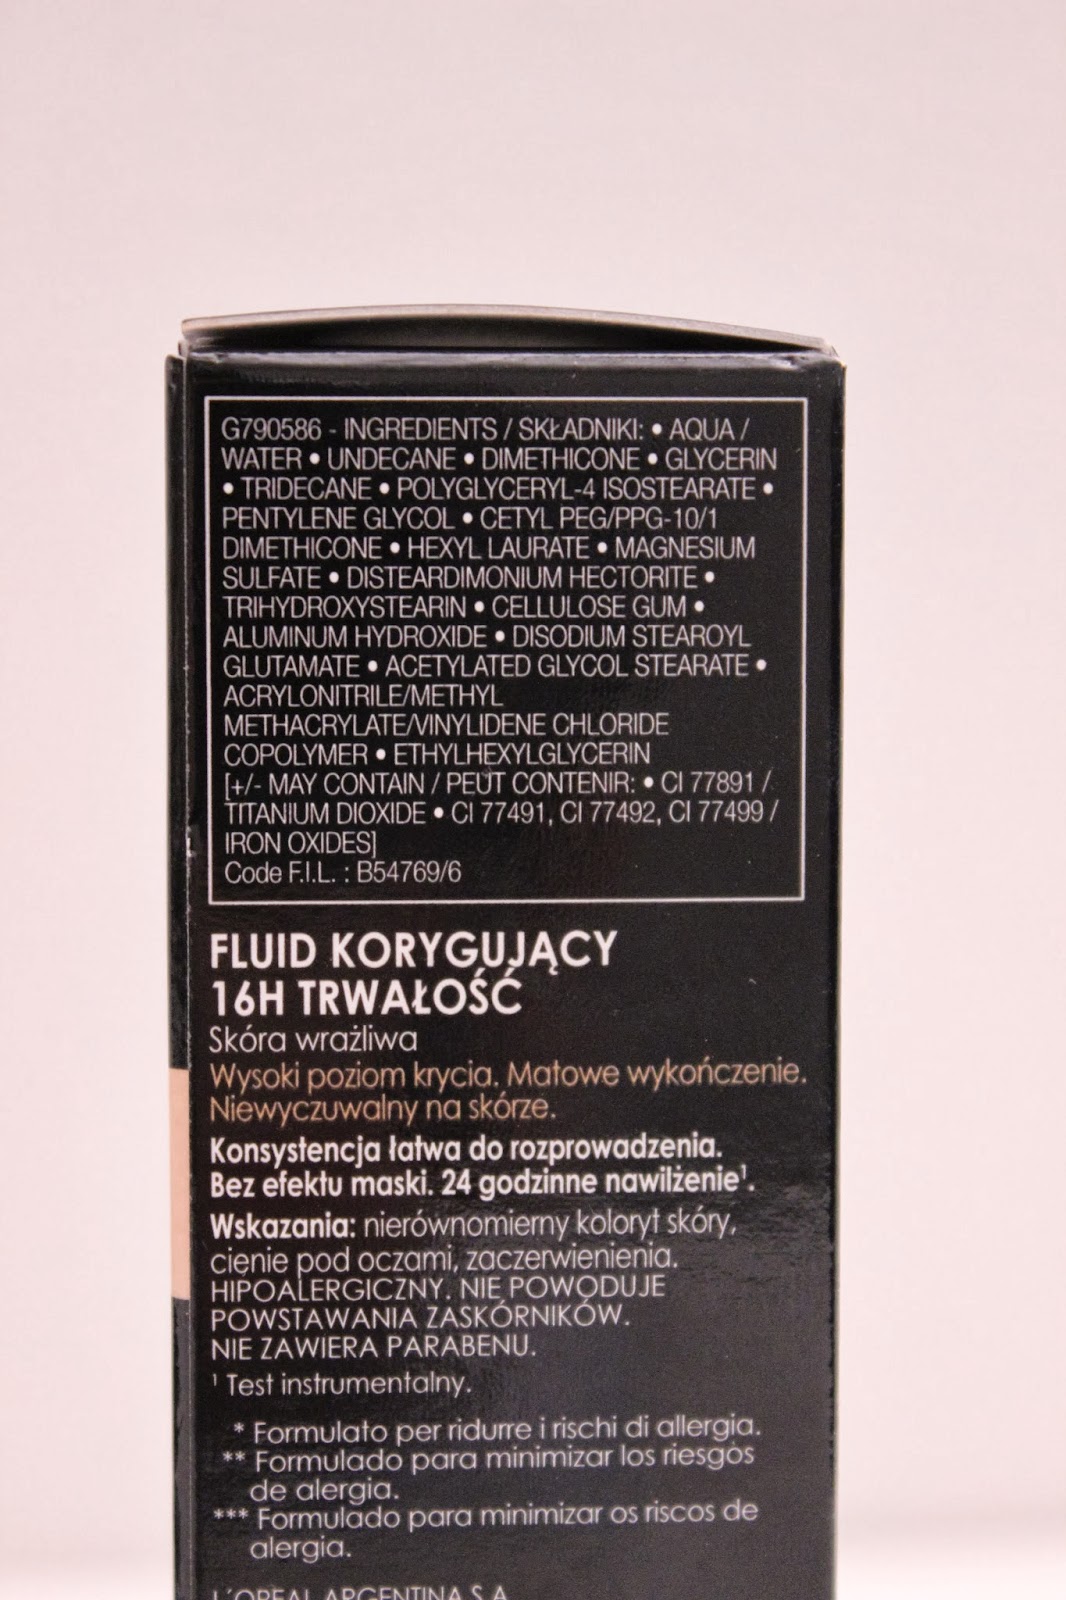 G790586 - INGREDIENTS / SKŁADNIKI: • AQUA /
WATER • UNDECANE • DIMETHICONE • GLYCERIN
• TRIDECANE • POLYGLYCERYL-4 ISOSTEARATE •
PENTYLENE GLYCOL • CETYL PEG/PPG-10/1
DIMETHICONE • HEXYL LAURATE • MAGNESIUM
SULFATE • DISTEARDIMONIUM HECTORITE •
TRIHYDROXYSTEARIN • CELLULOSE GUM •
ALUMINUM HYDROXIDE • DISODIUM STEAROYL
GLUTAMATE • ACETYLATED GLYCOL STEARATE •
ACRYLONITRILE/METHYL
METHACRYLATE/VINYLIDENE CHLORIDE
COPOLYMER • ETHYLHEXYLGLYCERIN
[+/- MAY CONTAIN / PEUT CONTENIR: • CI 77891 /
TITANIUM DIOXIDE • CI 77491, CI 77492, CI 77499 /
IRON OXIDES]
Code F.I.L. : B54769/6
FLUID KORYGUJĄCY
16H TRWAŁOŚĆ
Skóra wrażliwa
Wysoki poziom krycia. Matowe wykończenie.
Niewyczuwalny na skórze.
Konsystencja łatwa do rozprowadzenia.
Bez efektu maski. 24 godzinne nawilżenie¹.
Wskazania: nierównomierny koloryt skóry,
cienie pod oczami, zaczerwienienia.
HIPOALERGICZNY. NIE POWODUJE
POWSTAWANIA ZASKÓRNIKÓW.
NIE ZAWIERA PARABENU.
¹ Test instrumentalny.
* Formulato per ridurre i rischi di allergia.
** Formulado para minimizar los riesgos
de alergia.
*** Formulado para minimizar os riscos de
alergia.
L'OREAL ARGENTINA S.A.